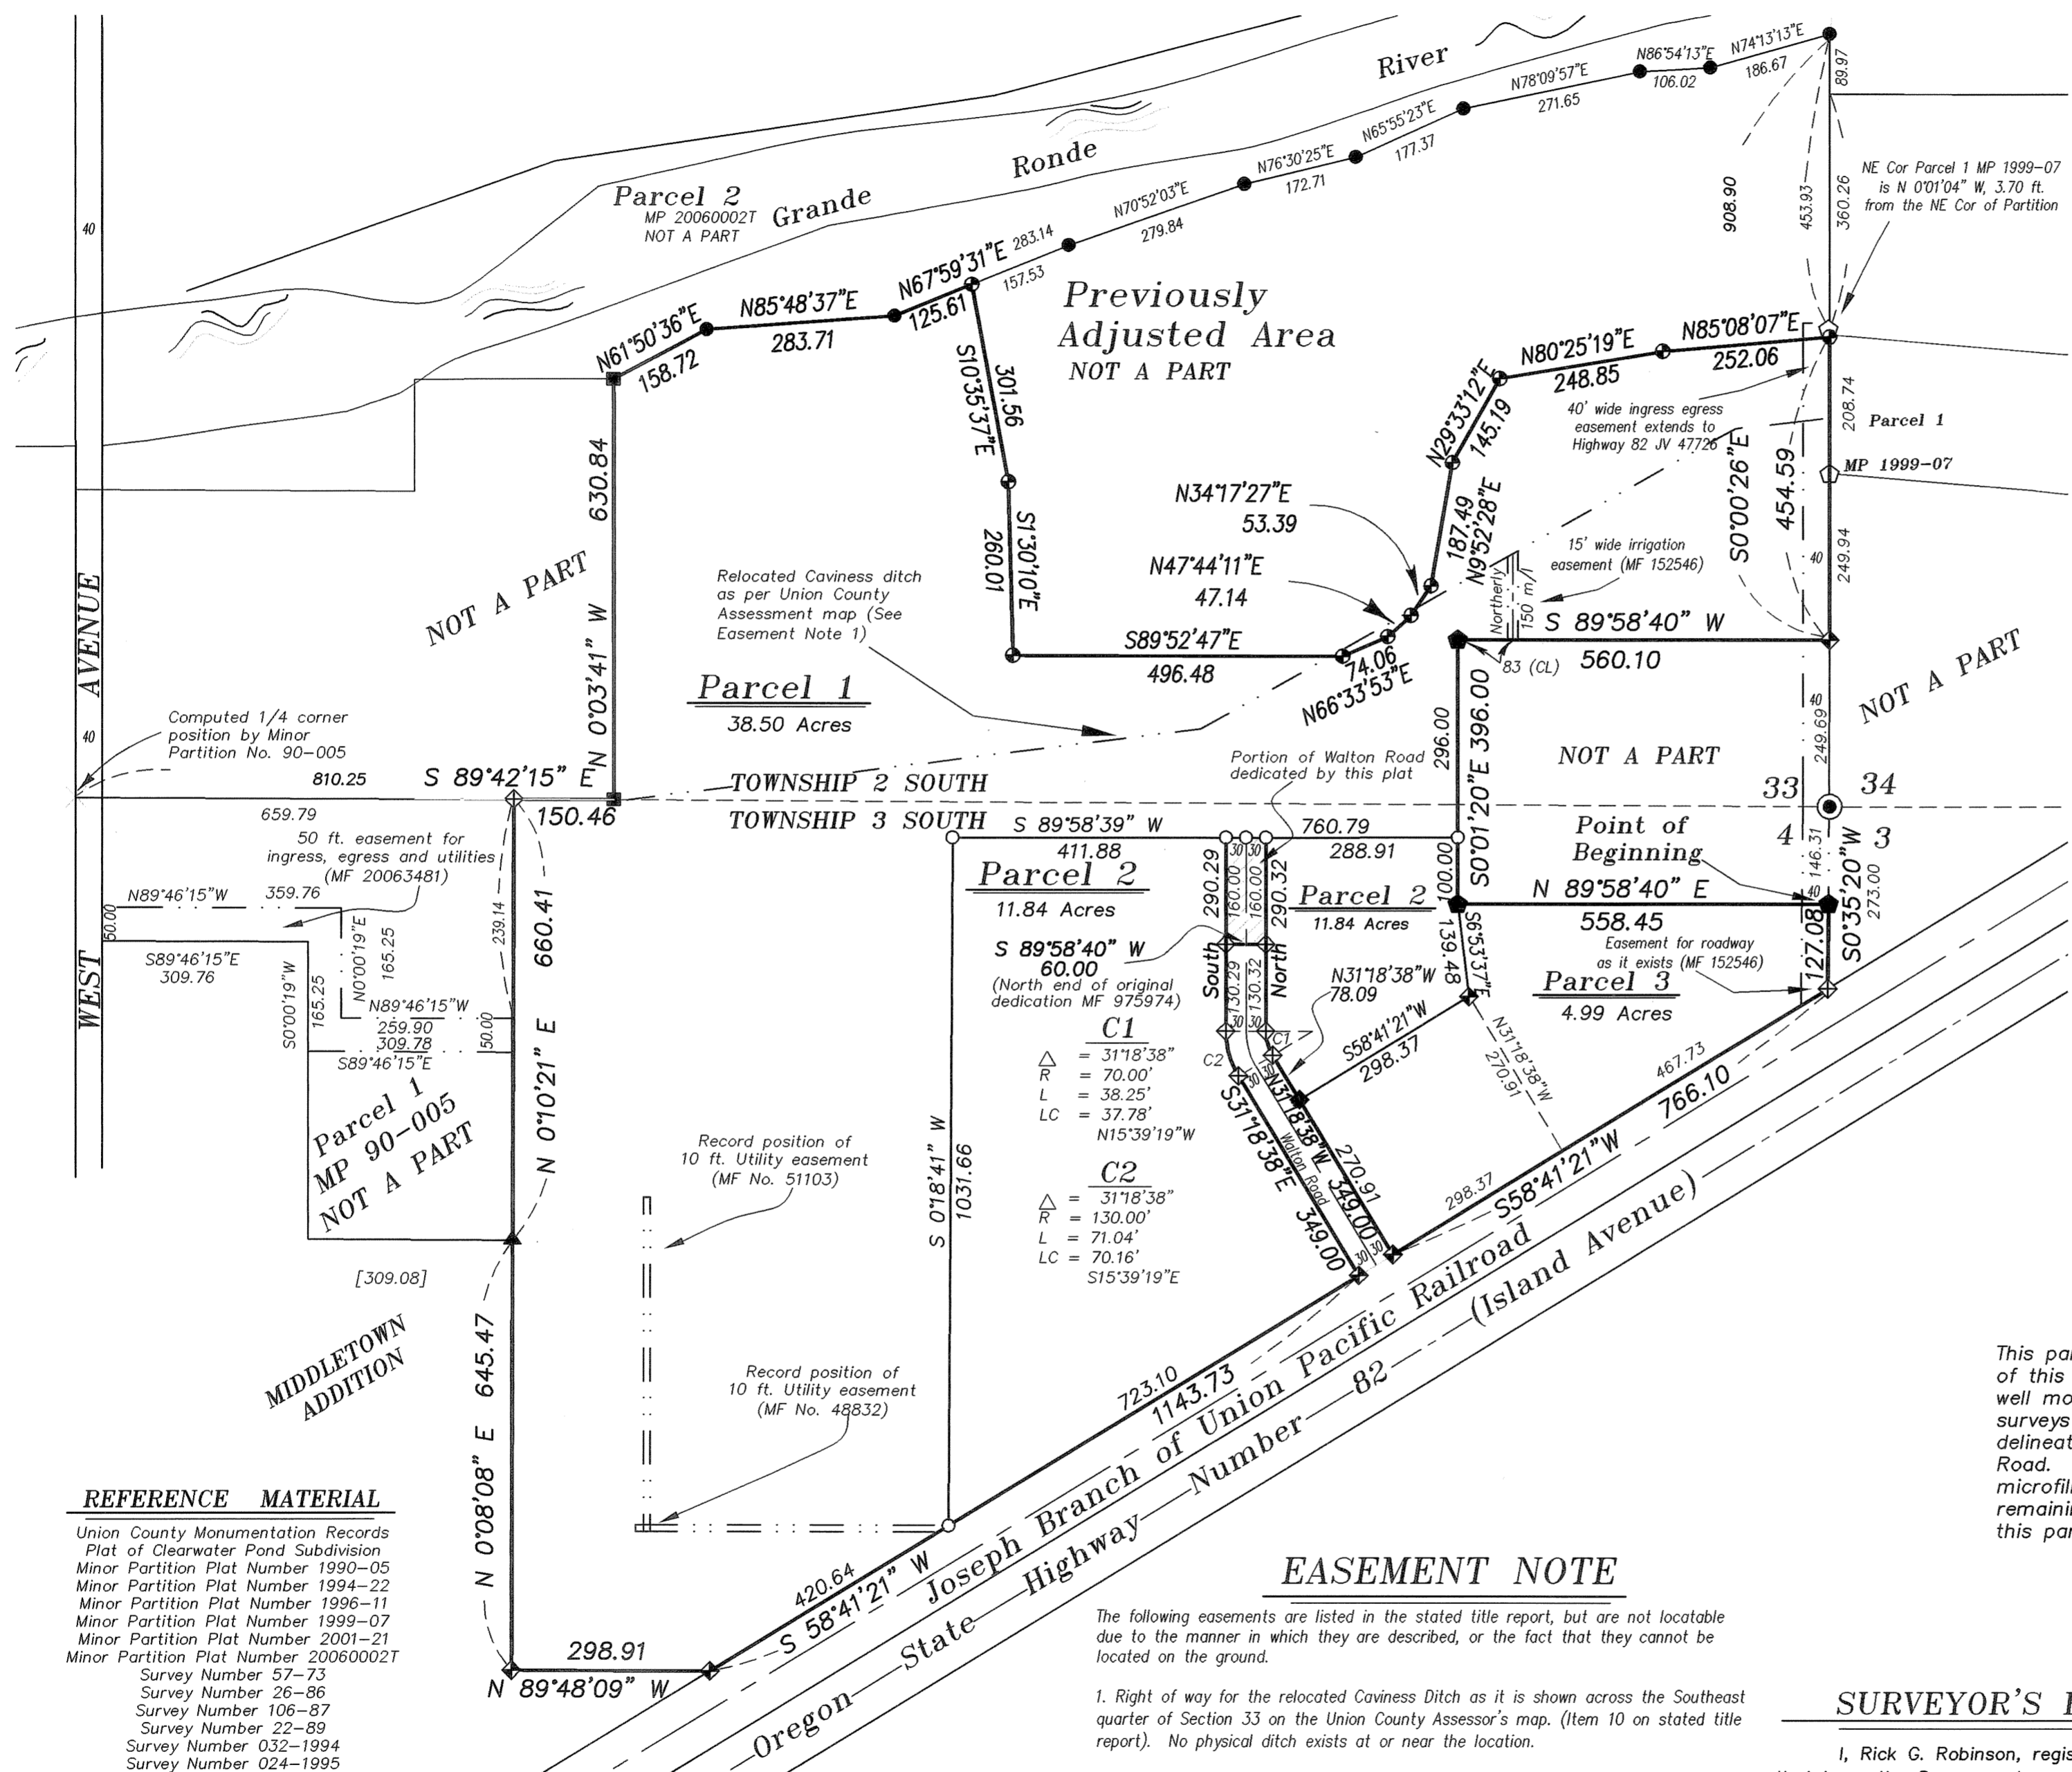 River
Ronde
Grande
Parcel 2
MP 20060002T
NOT A PART
N61°50'36"E
158.72
N85°48'37"E
283.71
N67°59'31"E
125.61
283.14
157.53
N70°52'03"E
279.84
N76°30'25"E
172.71
N65°55'23"E
177.37
N78°09'57"E
271.65
N86°54'13"E
106.02
N74°13'13"E
186.67
89.97
908.90
453.93
360.26
NE Cor Parcel 1 MP 1999-07
is N 0°01'04" W, 3.70 ft.
from the NE Cor of Partition
Previously
Adjusted Area
NOT A PART
301.56
S10°35'37"E
S1°30'10"E
260.01
S89°52'47"E
496.48
74.06
N66°33'53"E
N47°44'11"E
47.14
N34°17'27"E
53.39
187.49
N9°52'28"E
N29°33'12"E
145.19
N80°25'19"E
248.85
N85°08'07"E
252.06
40' wide ingress egress
easement extends to
Highway 82 JV 47726
208.74
Parcel 1
MP 1999-07
S0°00'26"E
454.59
249.94
40
15' wide irrigation
easement (MF 152546)
Northerly
150 m/l
S 89°58'40" W
560.10
83 (CL)
NOT A PART
40
249.69
NOT A PART
40
40
WEST AVENUE
NOT A PART
630.84
N 0°03'41" W
Relocated Caviness ditch
as per Union County
Assessment map (See
Easement Note 1)
Parcel 1
38.50 Acres
Computed 1/4 corner
position by Minor
Partition No. 90-005
810.25
S 89°42'15" E
659.79
150.46
TOWNSHIP 2 SOUTH
TOWNSHIP 3 SOUTH
Portion of Walton Road
dedicated by this plat
296.00
S0°01'20"E 396.00
100.00
33 34
4 3
Point of
Beginning
146.31
40
S0°35'20"W
273.00
127.08
N 89°58'40" E
558.45
Easement for roadway
as it exists (MF 152546)
Parcel 3
4.99 Acres
50 ft. easement for
ingress, egress and utilities
(MF 20063481)
N89°46'15"W
359.76
50.00
S89°46'15"E
309.76
N0°00'19"E
165.25
S0°00'19"W
165.25
N89°46'15"W
259.90
309.78
S89°46'15"E
50.00
239.14
N 0°10'21" E 660.41
Parcel 1
MP 90-005
NOT A PART
[309.08]
MIDDLETOWN
ADDITION
N 0°08'08" E 645.47
298.91
N 89°48'09" W
S 89°58'39" W
760.79
411.88
288.91
Parcel 2
11.84 Acres
Parcel 2
11.84 Acres
30 30
290.29
160.00
160.00
290.32
S 89°58'40" W
60.00
(North end of original
dedication MF 975974)
South
130.29
130.32
North
30 30
C1
C2
30
30
N31°18'38"W
78.09
139.48
S6°53'37"E
S58°41'21"W
298.37
N31°18'38"W
270.91
C1
△ = 31°18'38"
R = 70.00'
L = 38.25'
LC = 37.78'
N15°39'19"W
C2
△ = 31°18'38"
R = 130.00'
L = 71.04'
LC = 70.16'
S15°39'19"E
S31°18'38"E
349.00
Walton Road
N31°18'38"W
349.00
270.91
30 30
467.73
766.10
298.37
S58°41'21"W
S 0°18'41" W
1031.66
Record position of
10 ft. Utility easement
(MF No. 51103)
Record position of
10 ft. Utility easement
(MF No. 48832)
723.10
1143.73
420.64
S 58°41'21" W
Joseph Branch of Union Pacific Railroad
Oregon State Highway Number 82 (Island Avenue)
REFERENCE MATERIAL
Union County Monumentation Records
Plat of Clearwater Pond Subdivision
Minor Partition Plat Number 1990-05
Minor Partition Plat Number 1994-22
Minor Partition Plat Number 1996-11
Minor Partition Plat Number 1999-07
Minor Partition Plat Number 2001-21
Minor Partition Plat Number 20060002T
Survey Number 57-73
Survey Number 26-86
Survey Number 106-87
Survey Number 22-89
Survey Number 032-1994
Survey Number 024-1995
EASEMENT NOTE
The following easements are listed in the stated title report, but are not locatable
due to the manner in which they are described, or the fact that they cannot be
located on the ground.
1. Right of way for the relocated Caviness Ditch as it is shown across the Southeast
quarter of Section 33 on the Union County Assessor's map. (Item 10 on stated title
report). No physical ditch exists at or near the location.
This pa
of this
well mo
surveys
delineat
Road.
microfil
remaini
this par
SURVEYOR'S
I, Rick G. Robinson, regis